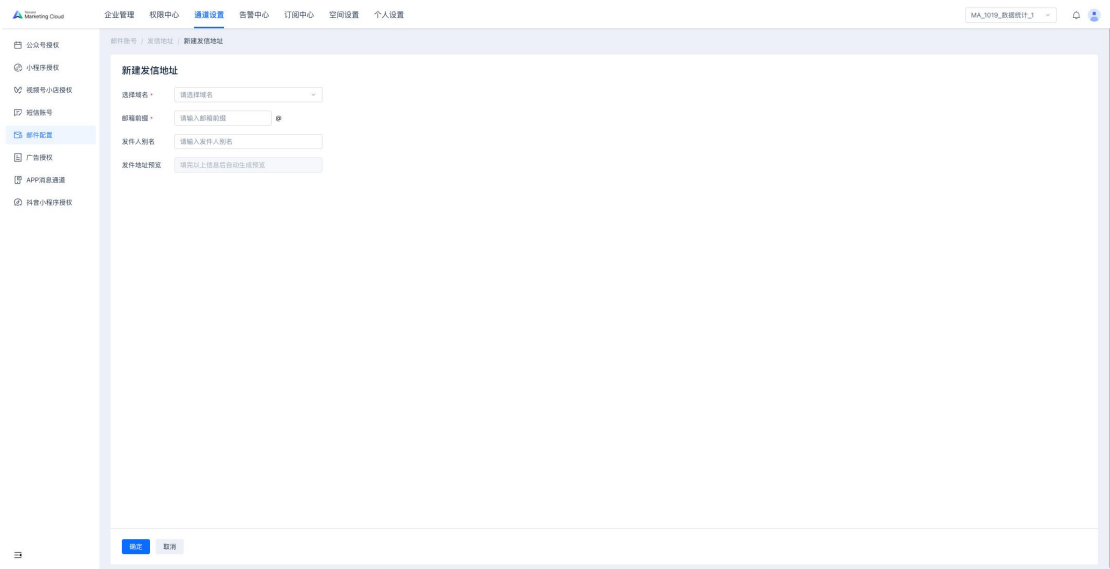 Tencent
Marketing Cloud
企业管理 权限中心 通道设置 告警中心 订阅中心 空间设置 个人设置
MA_1019_数据统计_1
公众号授权
小程序授权
视频号小店授权
短信账号
邮件配置
广告授权
APP消息通道
抖音小程序授权
邮件账号 / 发信地址 / 新建发信地址
新建发信地址
选择域名 * 请选择域名
邮箱前缀 * 请输入邮箱前缀 @
发件人别名 请输入发件人别名
发件地址预览 填完以上信息后自动生成预览
确定 取消